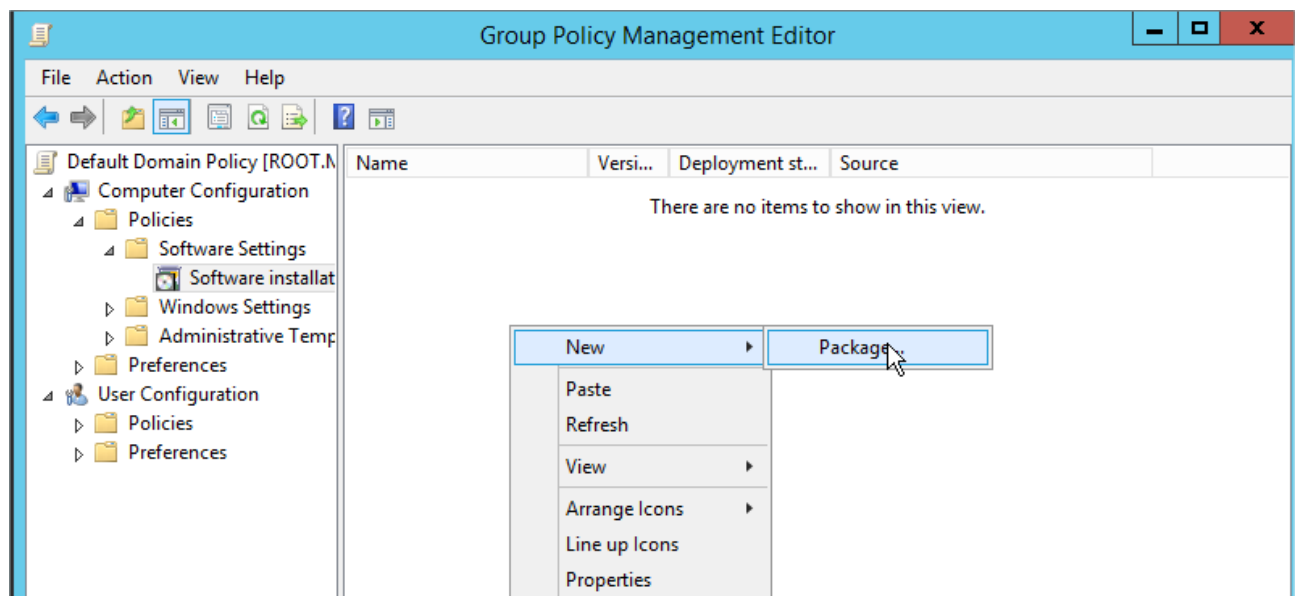 Group Policy Management Editor
File Action View Help
Default Domain Policy [ROOT.
Name Versi... Deployment st... Source
Computer Configuration
There are no items to show in this view.
Policies
Software Settings
Software installat
Windows Settings
Administrative Temp
Preferences
User Configuration
Policies
Preferences
New Package...
Paste
Refresh
View
Arrange Icons
Line up Icons
Properties